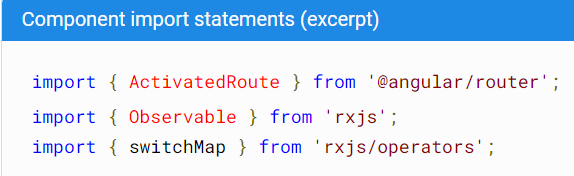 Component import statements (excerpt)
import { ActivatedRoute } from '@angular/router';
import { Observable } from 'rxjs';
import { switchMap } from 'rxjs/operators';